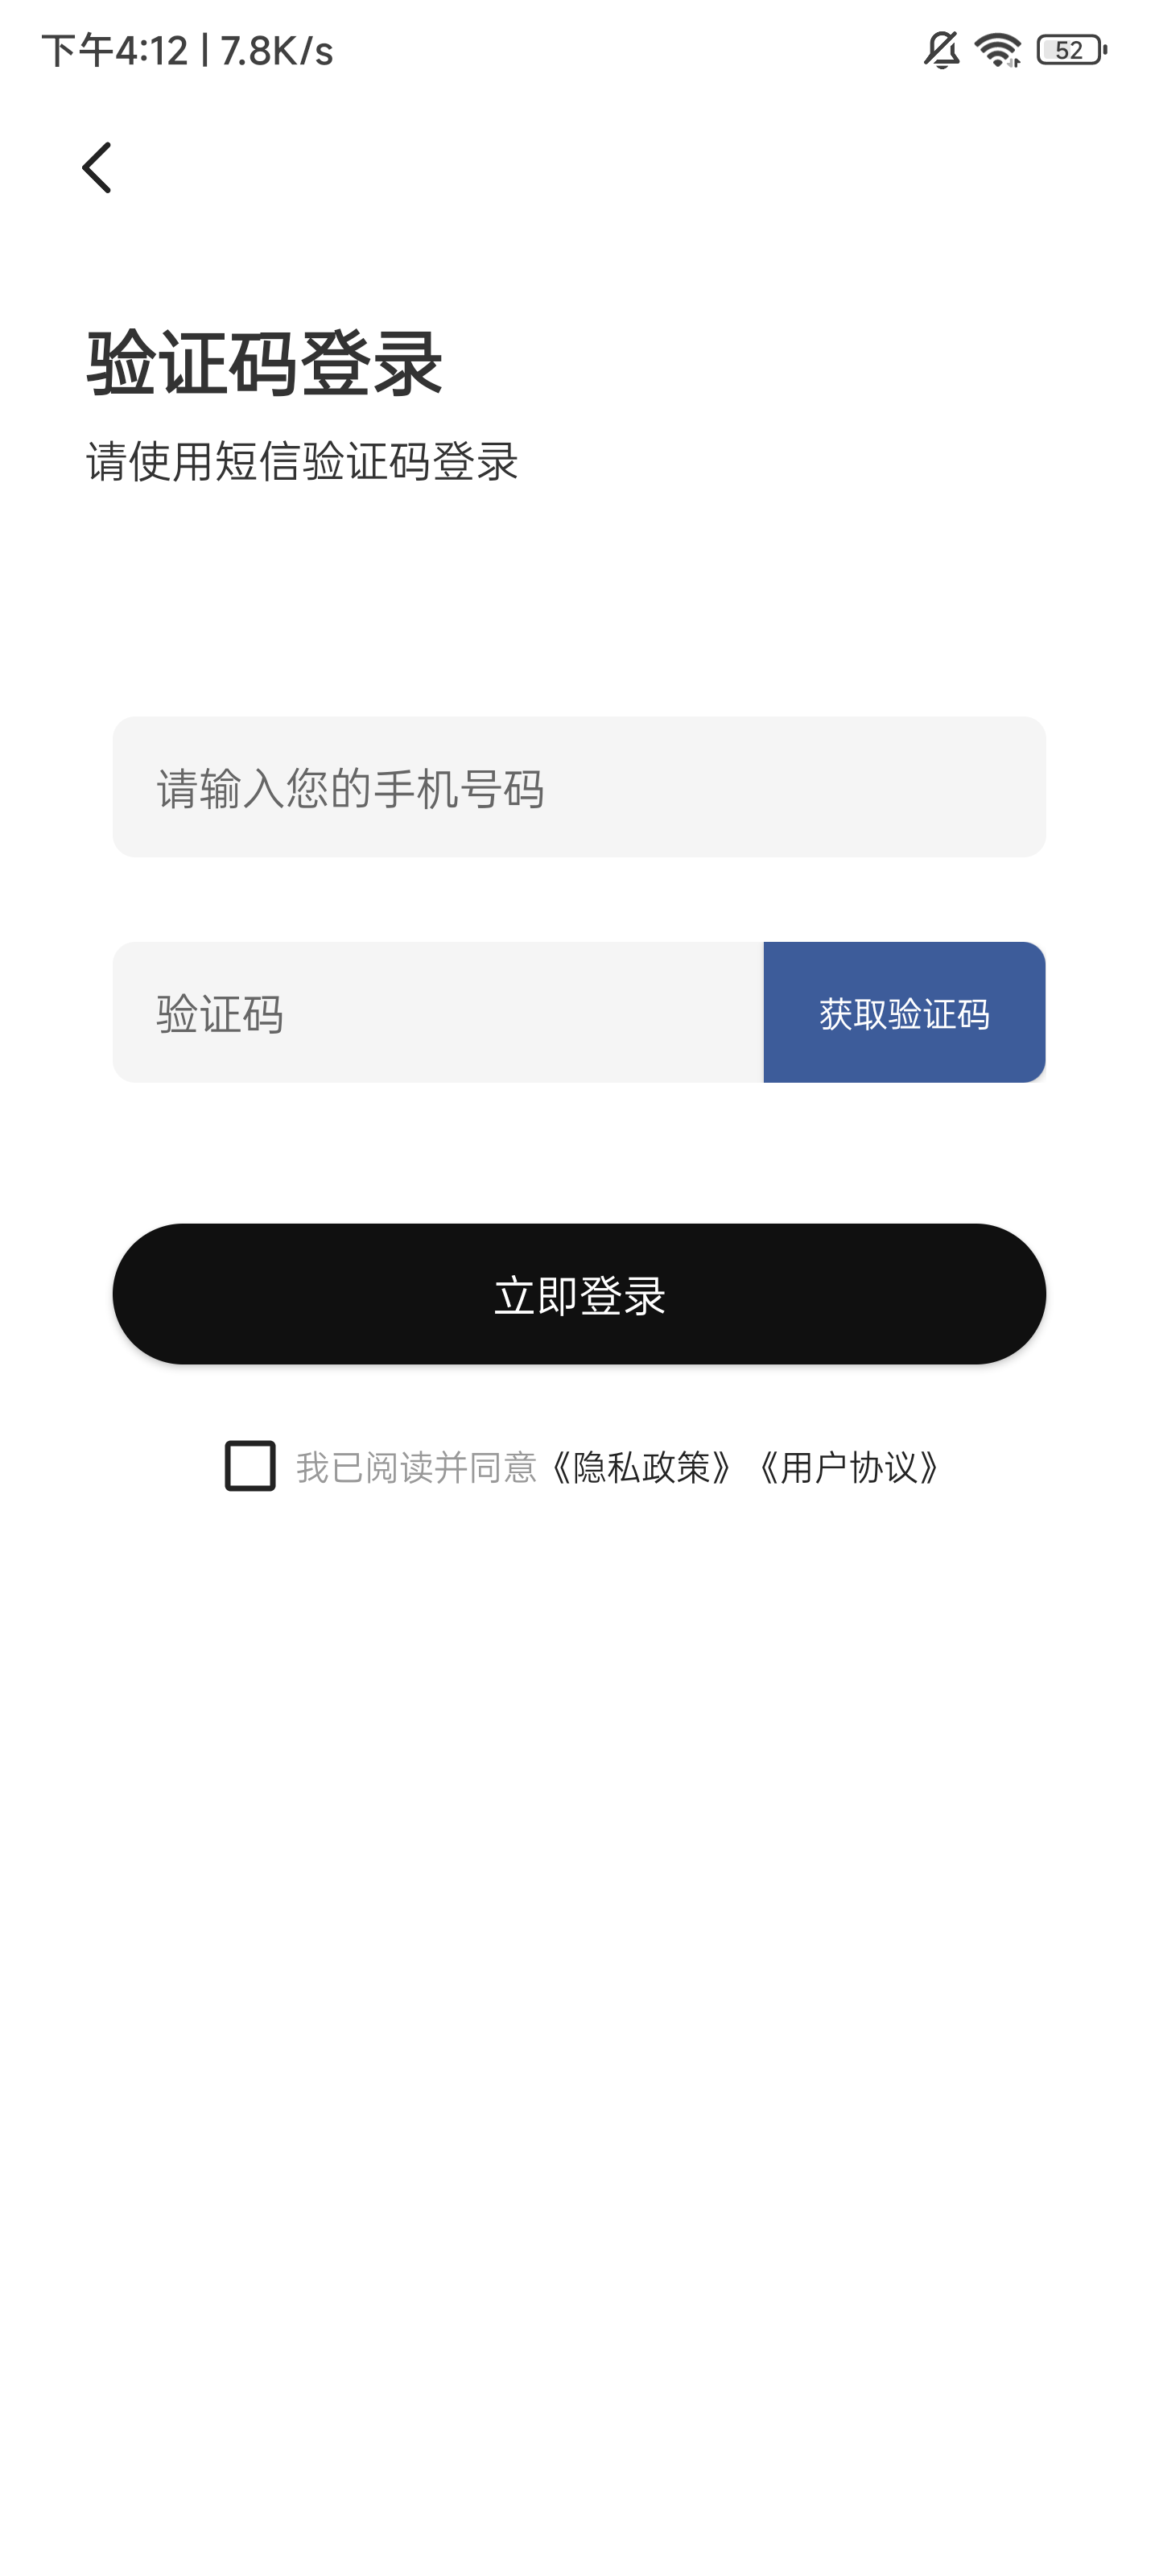 下午4:12 | 7.8K/s
52
验证码登录
请使用短信验证码登录
请输入您的手机号码
验证码
获取验证码
立即登录
我已阅读并同意《隐私政策》《用户协议》